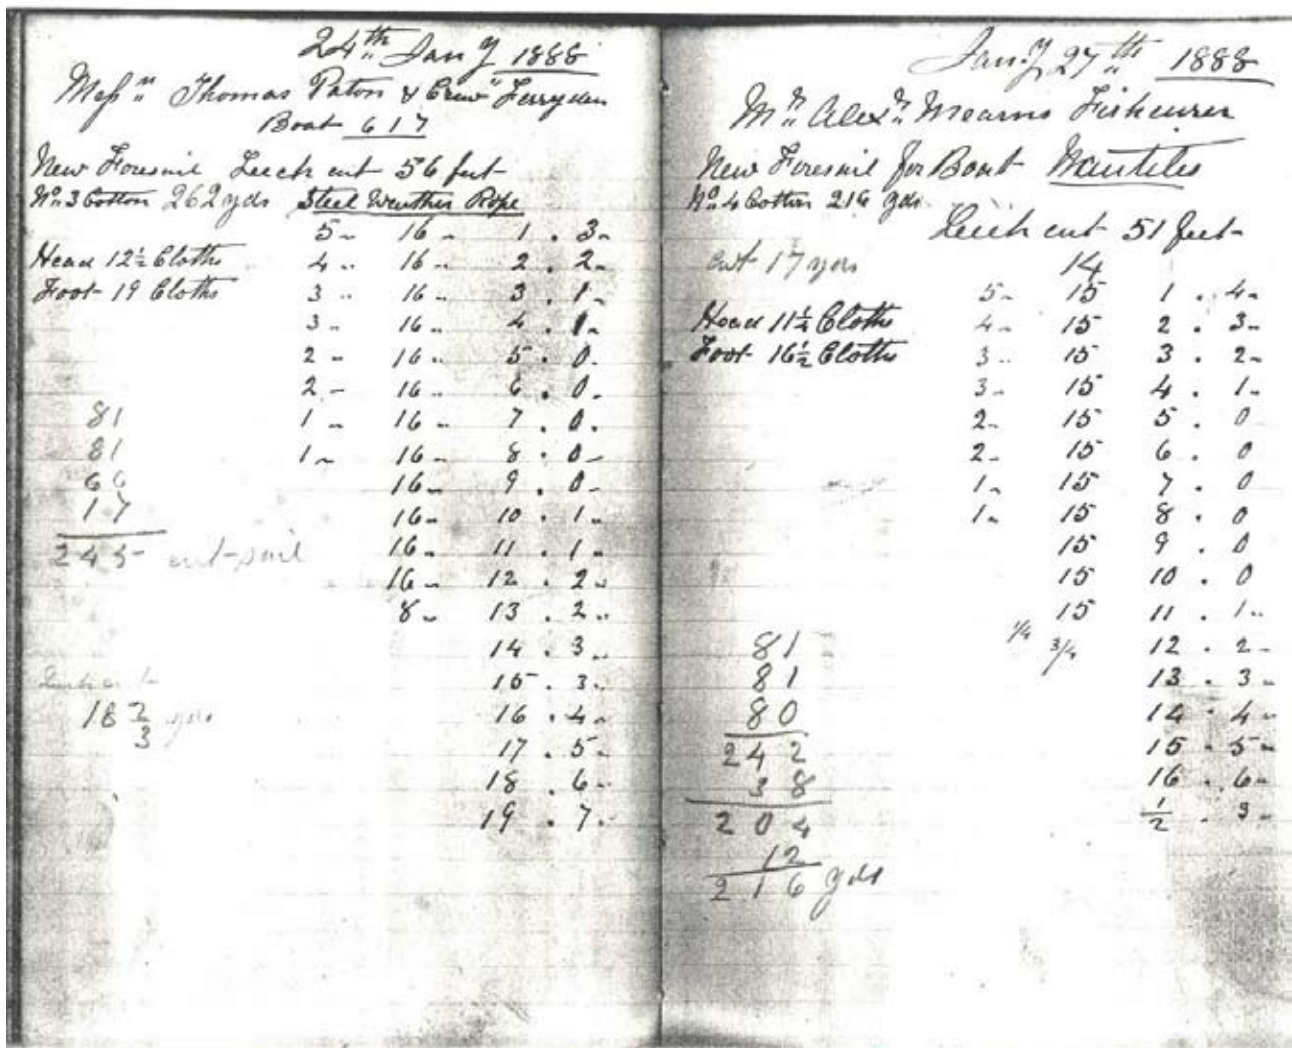 24th Jany 1888
Messrs Thomas Paton & Crew Ferryden
Boat 617
New Foresail Leech cut 56 feet
No 3 Cotton 262 yds Steel Weather Rope
5 16 1 . 3
Head 12½ Cloths 4 16 2 . 2
Foot 19 Cloths 3 16 3 . 1
3 16 4 . 1
2 16 5 . 0
2 16 6 . 0
81 1 16 7 . 0
81 1 16 8 . 0
66 16 9 . 0
17 16 10 . 1
245 cut sail 16 11 . 1
16 12 . 2
8 13 . 2
14 . 3
Leech cut 15 . 3
18 2/3 yds 16 . 4
17 . 5
18 . 6
19 . 7
Jany 27th 1888
Mr Alexr Mearns Fishcurer
New Foresail for Boat Nautiles
No 4 Cotton 216 yds
Leech cut 51 feet
cut 17 yds 14
5 15 1 . 4
Head 11½ Cloths 4 15 2 . 3
Foot 16½ Cloths 3 15 3 . 2
3 15 4 . 1
2 15 5 . 0
2 15 6 . 0
1 15 7 . 0
1 15 8 . 0
15 9 . 0
15 10 . 0
15 11 . 1
81 1/4 3/4 12 . 2
81 13 . 3
80 14 . 4
242 15 . 5
38 16 . 6
204 ½ . 3
12
216 yds